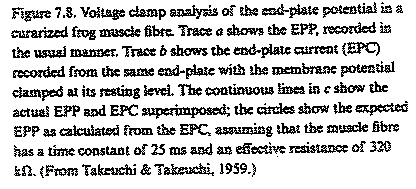 Figure 7.8. Voltage clamp analysis of the end-plate potential in a
curarized frog muscle fibre. Trace a shows the EPP, recorded in
the usual manner. Trace b shows the end-plate current (EPC)
recorded from the same end-plate with the membrane potential
clamped at its resting level. The continuous lines in c show the
actual EPP and EPC superimposed; the circles show the expected
EPP as calculated from the EPC, assuming that the muscle fibre
has a time constant of 25 ms and an effective resistance of 320
kΩ. (From Takeuchi & Takeuchi, 1959.)